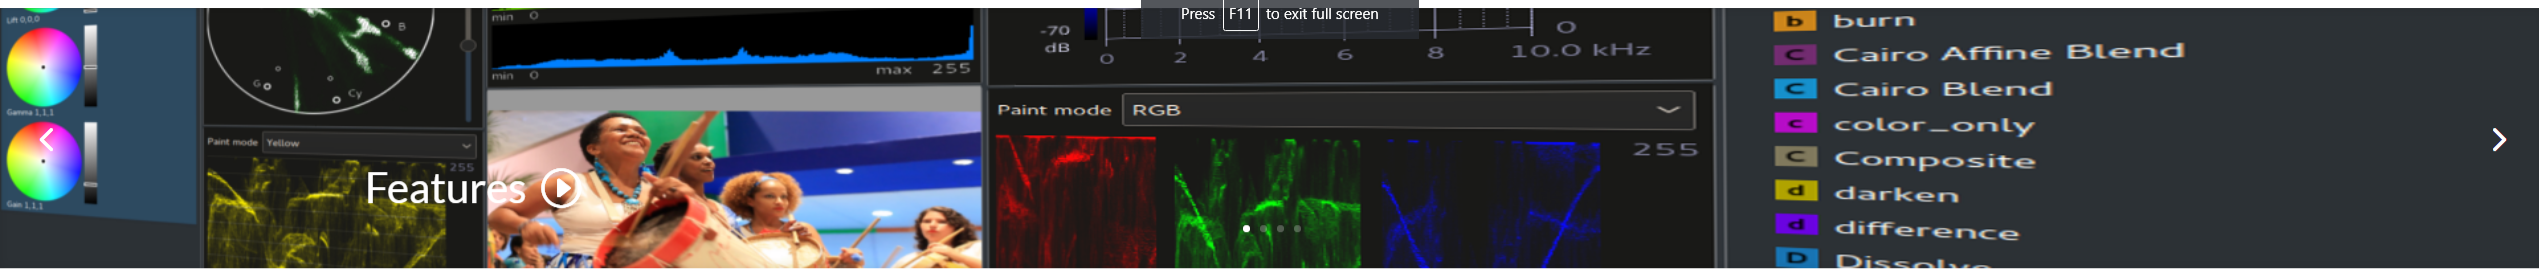 Press F11 to exit full screen
Lift 0,0,0
Gamma 1,1,1
Gain 1,1,1
B
G
Cy
Paint mode Yellow
255
Features
min 0
max 255
min 0
-70
dB
0
0 2 4 6 8 10.0 kHz
Paint mode RGB
255
b burn
C Cairo Affine Blend
C Cairo Blend
c color_only
C Composite
d darken
d difference
D Dissolve